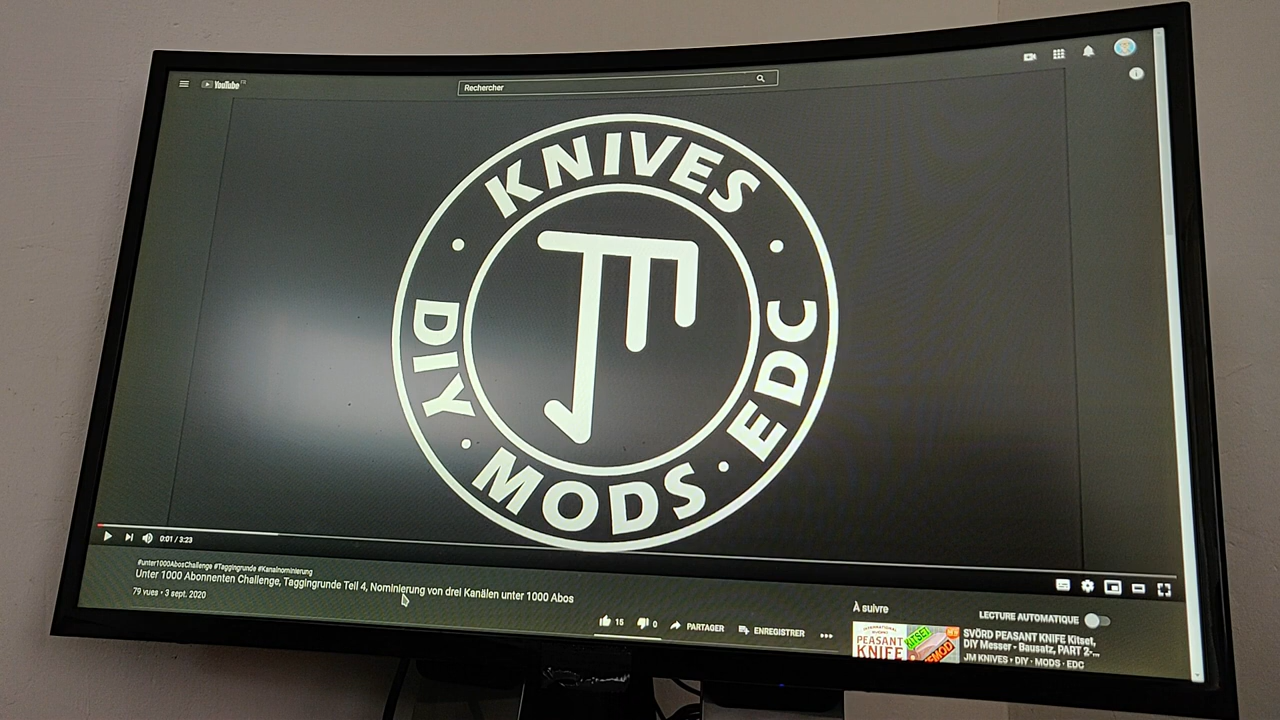 YouTube FR
Rechercher
KNIVES
DIY · MODS · EDC
0:01 / 3:23
#unter1000AbosChallenge #Taggingrunde #Kanalnominierung
Unter 1000 Abonnenten Challenge, Taggingrunde Teil 4, Nominierung von drei Kanälen unter 1000 Abos
79 vues • 3 sept. 2020
15
0
PARTAGER
ENREGISTRER
À suivre
LECTURE AUTOMATIQUE
PEASANT
KNIFE
KITSET
SVÖRD PEASANT KNIFE Kitset,
DIY Messer - Bausatz, PART 2-...
JM KNIVES • DIY · MODS · EDC